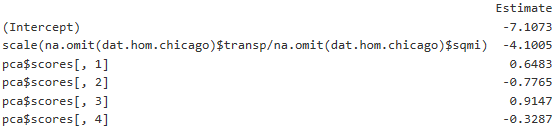 Estimate
(Intercept) -7.1073
scale(na.omit(dat.hom.chicago)$transp/na.omit(dat.hom.chicago)$sqmi) -4.1005
pca$scores[, 1] 0.6483
pca$scores[, 2] -0.7765
pca$scores[, 3] 0.9147
pca$scores[, 4] -0.3287